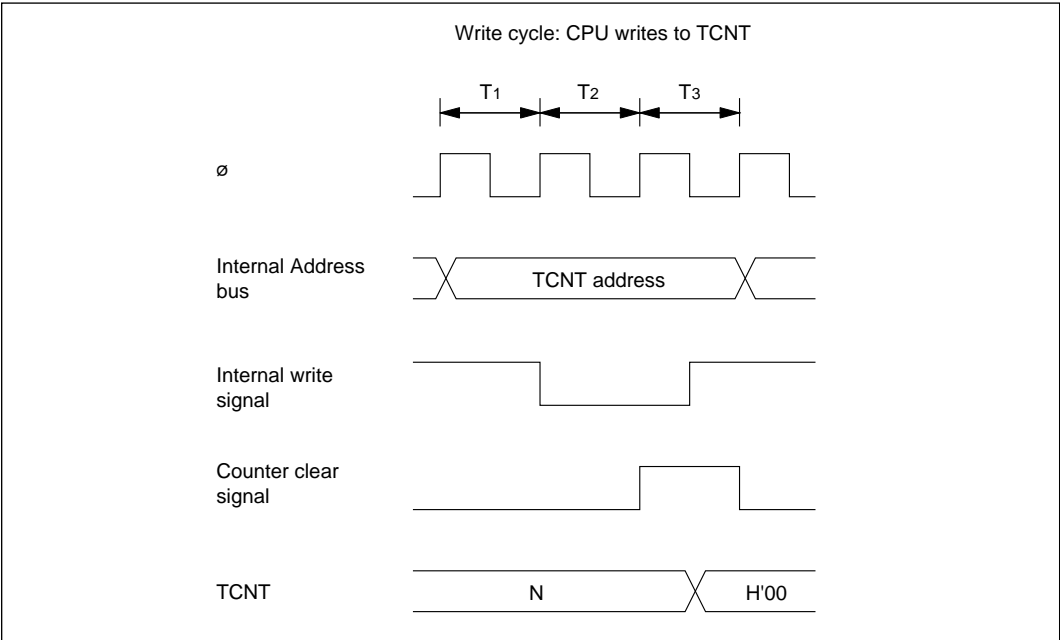 Write cycle: CPU writes to TCNT
T1 T2 T3
ø
Internal Address
bus
TCNT address
Internal write
signal
Counter clear
signal
TCNT
N
H'00